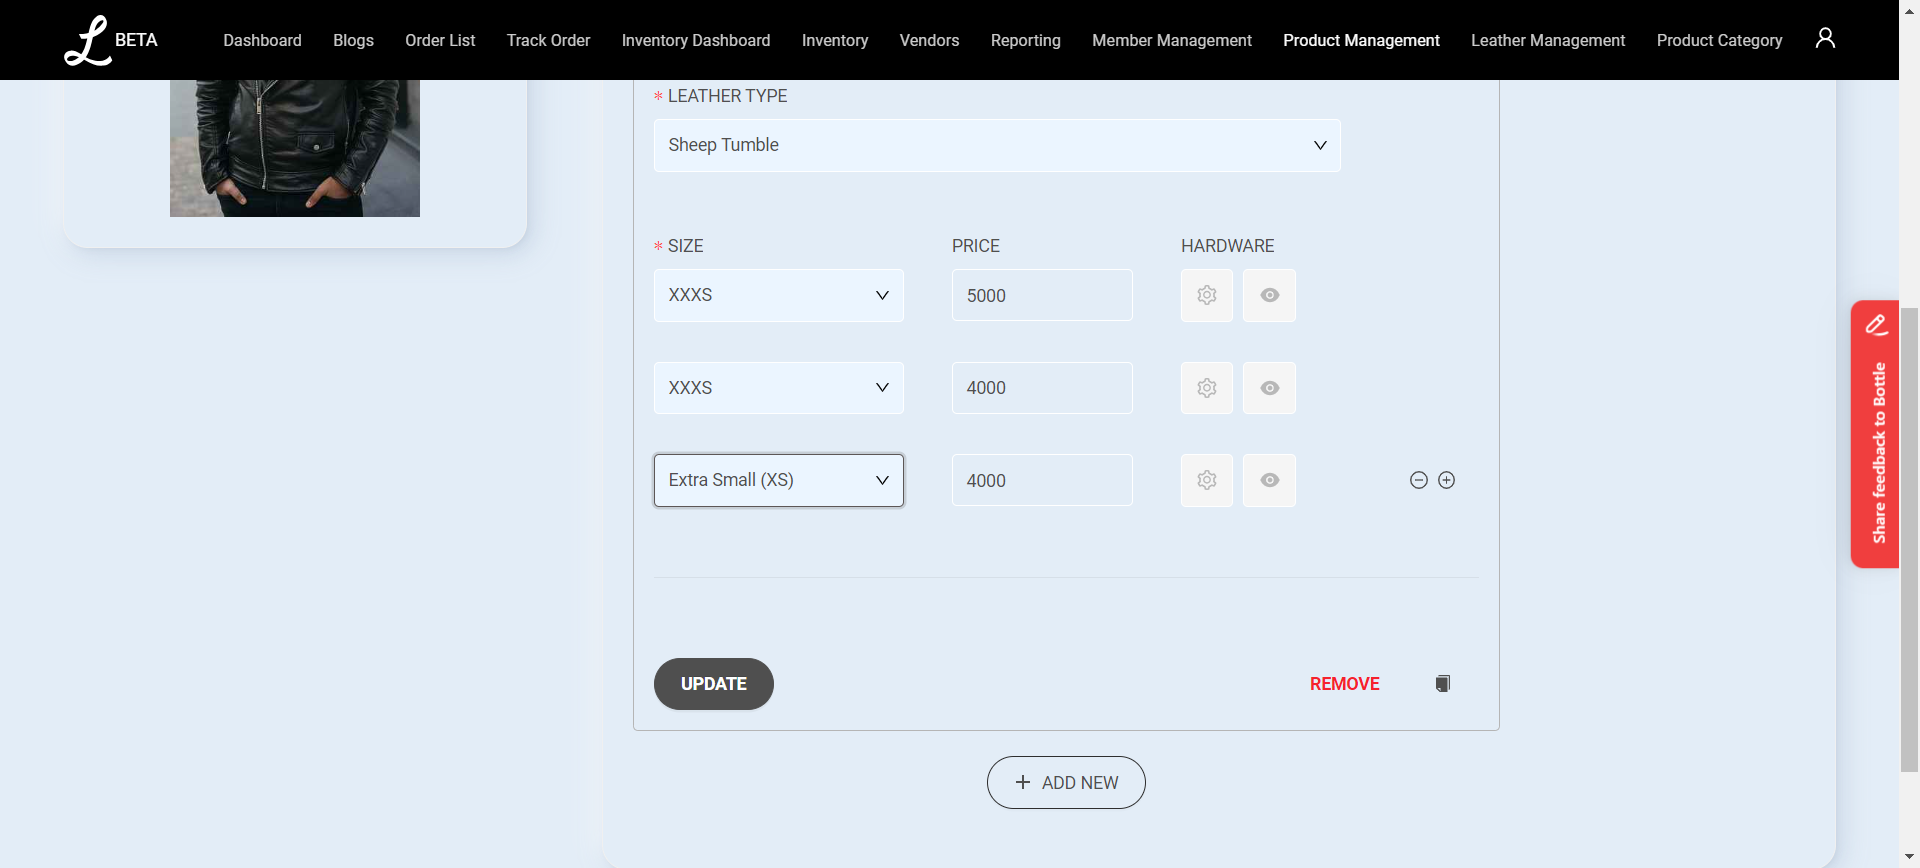 L BETA Dashboard Blogs Order List Track Order Inventory Dashboard Inventory Vendors Reporting Member Management Product Management Leather Management Product Category
* LEATHER TYPE
Sheep Tumble
* SIZE PRICE HARDWARE
XXXS 5000
XXXS 4000
Extra Small (XS) 4000
UPDATE REMOVE
+ ADD NEW
Share feedback to Bottle